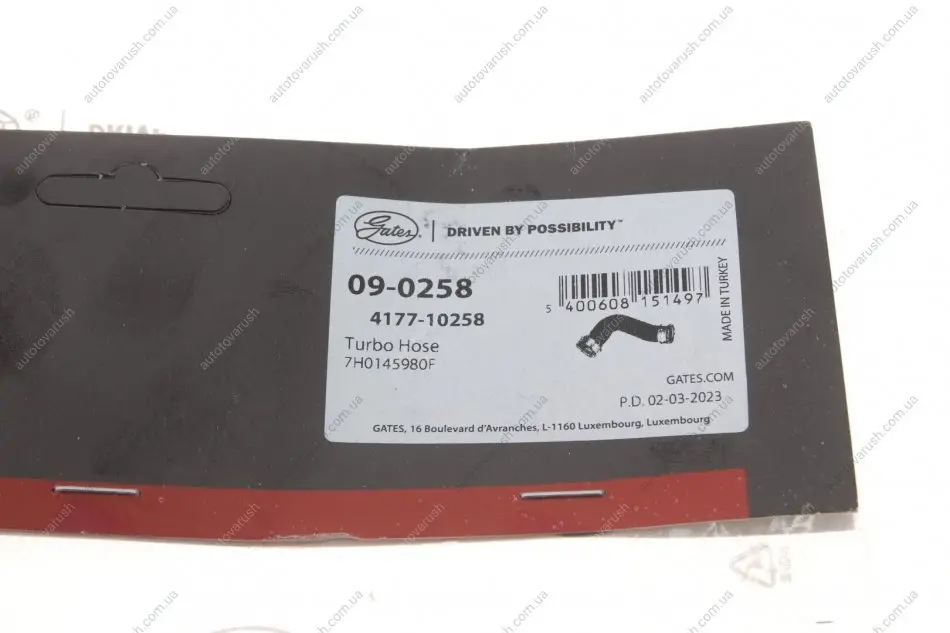 Gates
DRIVEN BY POSSIBILITY™
09-0258
4177-10258
Turbo Hose
7H0145980F
5 400608 151497
MADE IN TURKEY
GATES.COM
P.D. 02-03-2023
GATES, 16 Boulevard d'Avranches, L-1160 Luxembourg, Luxembourg
autotovarush.com.ua